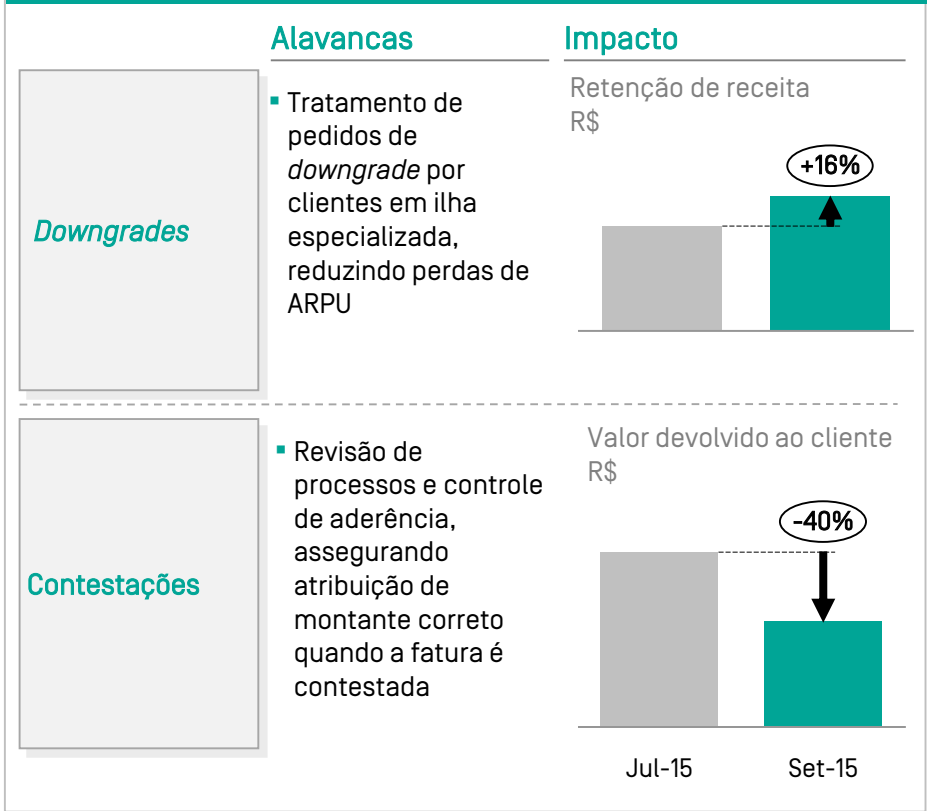 Alavancas
Impacto
Downgrades
▪ Tratamento de
pedidos de
downgrade por
clientes em ilha
especializada,
reduzindo perdas de
ARPU
Retenção de receita
R$
+16%
Contestações
▪ Revisão de
processos e controle
de aderência,
assegurando
atribuição de
montante correto
quando a fatura é
contestada
Valor devolvido ao cliente
R$
-40%
Jul-15
Set-15